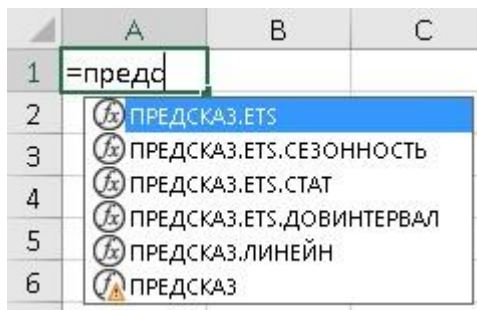 A B C
1 =предс
2 ПРЕДСКАЗ.ETS
3 ПРЕДСКАЗ.ETS.СЕЗОННОСТЬ
ПРЕДСКАЗ.ETS.СТАТ
4 ПРЕДСКАЗ.ETS.ДОВИНТЕРВАЛ
5 ПРЕДСКАЗ.ЛИНЕЙН
6 ПРЕДСКАЗ